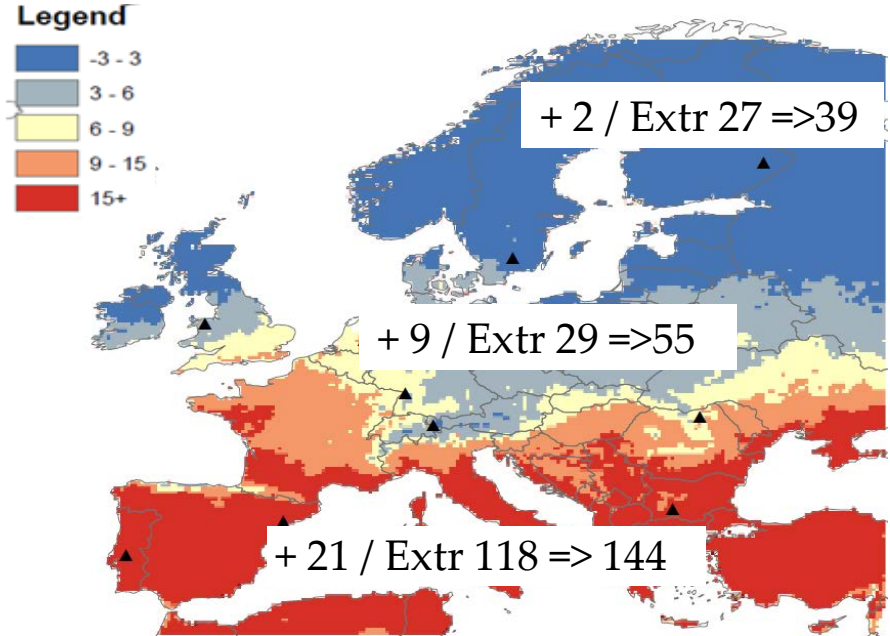 Legend
-3 - 3
3 - 6
6 - 9
9 - 15
15+
+ 2 / Extr 27 =>39
+ 9 / Extr 29 =>55
+ 21 / Extr 118 => 144